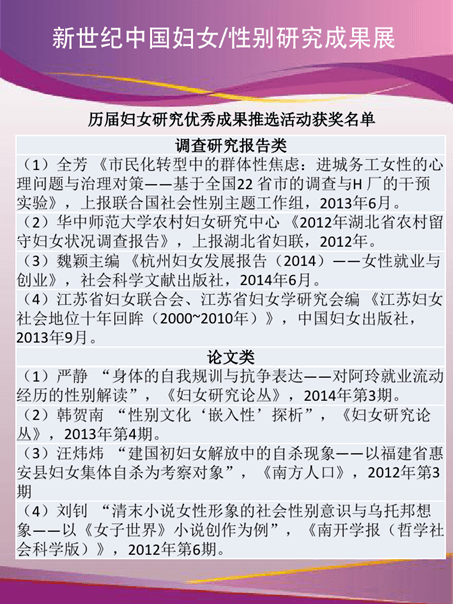 新世纪中国妇女/性别研究成果展
历届妇女研究优秀成果推选活动获奖名单
调查研究报告类
（1）全芳《市民化转型中的群体性焦虑：进城务工女性的心
理问题与治理对策——基于全国22 省市的调查与H 厂的干预
实验》，上报联合国社会性别主题工作组，2013年6月。
（2）华中师范大学农村妇女研究中心《2012年湖北省农村留
守妇女状况调查报告》，上报湖北省妇联，2012年。
（3）魏颖主编《杭州妇女发展报告（2014）——女性就业与
创业》，社会科学文献出版社，2014年6月。
（4）江苏省妇女联合会、江苏省妇女学研究会编《江苏妇女
社会地位十年回眸（2000~2010年）》，中国妇女出版社，
2013年9月。
论文类
（1）严静 “身体的自我规训与抗争表达——对阿玲就业流动
经历的性别解读”，《妇女研究论丛》，2014年第3期。
（2）韩贺南 “性别文化‘嵌入性’探析”，《妇女研究论
丛》，2013年第4期。
（3）汪炜炜 “建国初妇女解放中的自杀现象——以福建省惠
安县妇女集体自杀为考察对象”，《南方人口》，2012年第3
期
（4）刘钊 “清末小说女性形象的社会性别意识与乌托邦想
象——以《女子世界》小说创作为例”，《南开学报（哲学社
会科学版）》，2012年第6期。